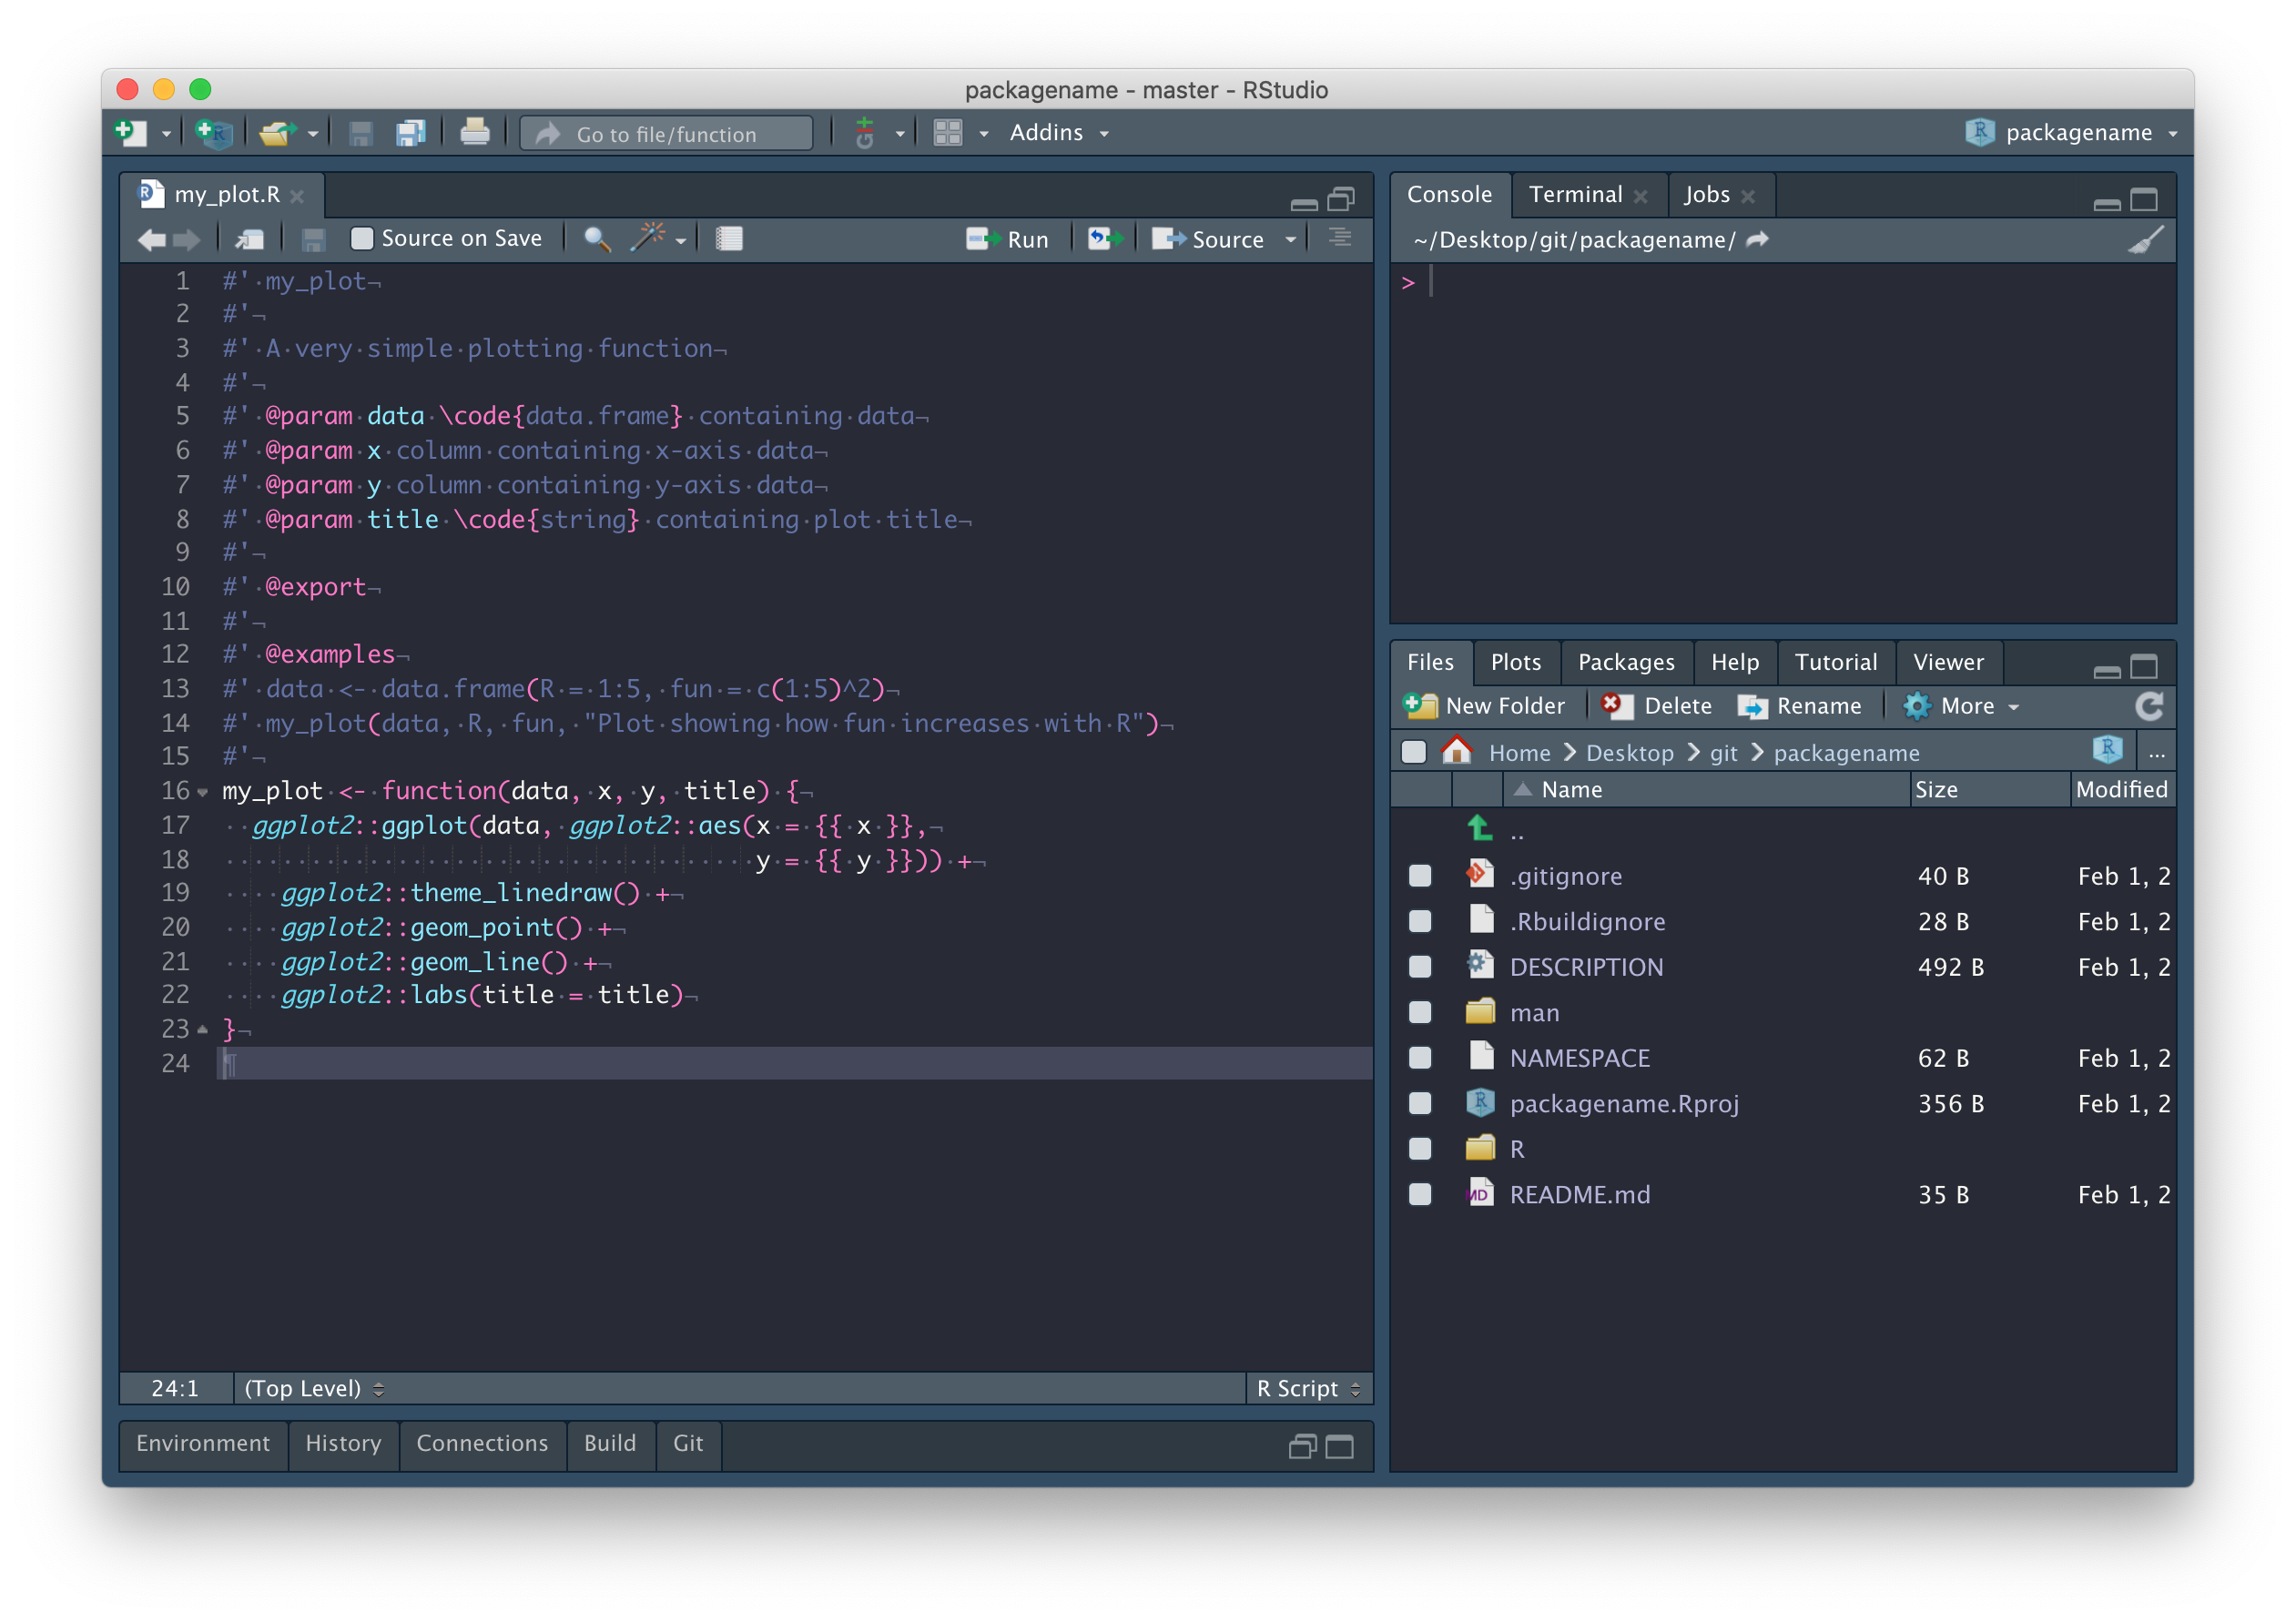 packagename - master - RStudio
Go to file/function
Addins
packagename
my_plot.R
Source on Save
Run
Source
1 #' my_plot
2 #'
3 #' A very simple plotting function
4 #'
5 #' @param data \code{data.frame} containing data
6 #' @param x column containing x-axis data
7 #' @param y column containing y-axis data
8 #' @param title \code{string} containing plot title
9 #'
10 #' @export
11 #'
12 #' @examples
13 #' data <- data.frame(R = 1:5, fun = c(1:5)^2)
14 #' my_plot(data, R, fun, "Plot showing how fun increases with R")
15 #'
16 my_plot <- function(data, x, y, title) {
17   ggplot2::ggplot(data, ggplot2::aes(x = {{ x }},
18                                      y = {{ y }})) +
19     ggplot2::theme_linedraw() +
20     ggplot2::geom_point() +
21     ggplot2::geom_line() +
22     ggplot2::labs(title = title)
23 }
24
24:1 (Top Level) R Script
Environment History Connections Build Git
Console Terminal Jobs
~/Desktop/git/packagename/
>
Files Plots Packages Help Tutorial Viewer
New Folder Delete Rename More
Home Desktop git packagename ...
Name Size Modified
..
.gitignore 40 B Feb 1, 2
.Rbuildignore 28 B Feb 1, 2
DESCRIPTION 492 B Feb 1, 2
man
NAMESPACE 62 B Feb 1, 2
packagename.Rproj 356 B Feb 1, 2
R
README.md 35 B Feb 1, 2